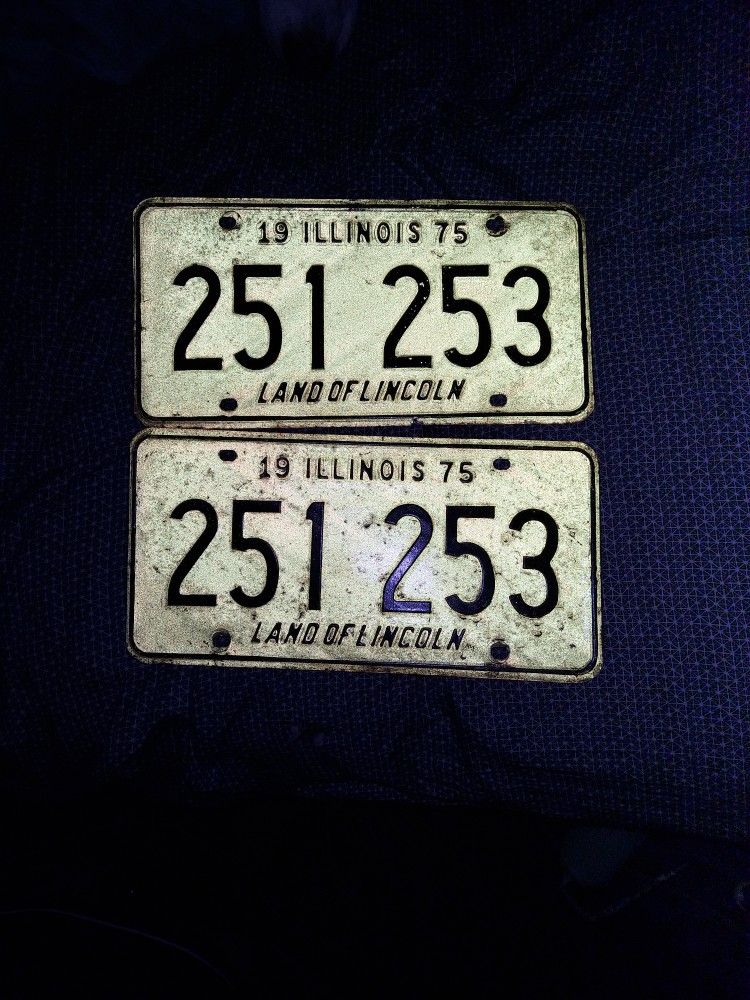 19 ILLINOIS 75
251 253
LAND OF LINCOLN
19 ILLINOIS 75
251 253
LAND OF LINCOLN